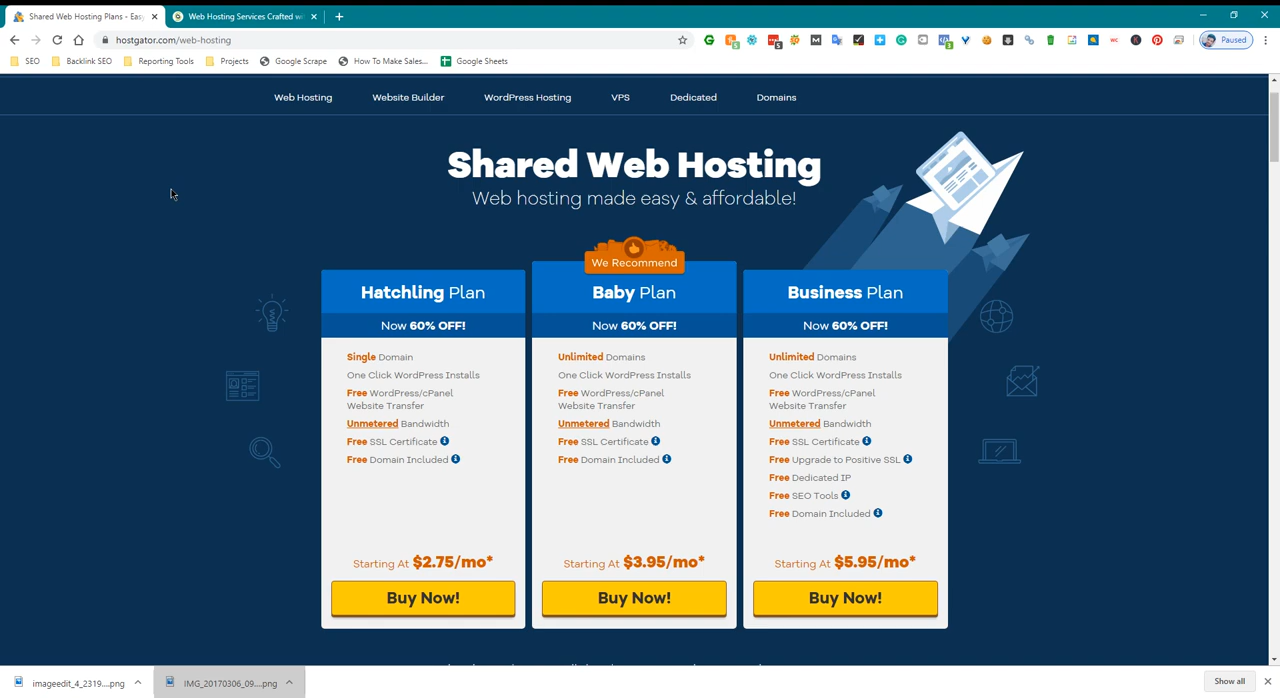 Shared Web Hosting Plans - Eas
Web Hosting Services Crafted wi
hostgator.com/web-hosting
Paused
SEO
Backlink SEO
Reporting Tools
Projects
Google Scrape
How To Make Sales...
Google Sheets
Web Hosting
Website Builder
WordPress Hosting
VPS
Dedicated
Domains
Shared Web Hosting
Web hosting made easy & affordable!
We Recommend
Hatchling Plan
Now 60% OFF!
Single Domain
One Click WordPress Installs
Free WordPress/cPanel
Website Transfer
Unmetered Bandwidth
Free SSL Certificate
Free Domain Included
Starting At $2.75/mo*
Buy Now!
Baby Plan
Now 60% OFF!
Unlimited Domains
One Click WordPress Installs
Free WordPress/cPanel
Website Transfer
Unmetered Bandwidth
Free SSL Certificate
Free Domain Included
Starting At $3.95/mo*
Buy Now!
Business Plan
Now 60% OFF!
Unlimited Domains
One Click WordPress Installs
Free WordPress/cPanel
Website Transfer
Unmetered Bandwidth
Free SSL Certificate
Free Upgrade to Positive SSL
Free Dedicated IP
Free SEO Tools
Free Domain Included
Starting At $5.95/mo*
Buy Now!
imageedit_4_2319....png
IMG_20170306_09....png
Show all